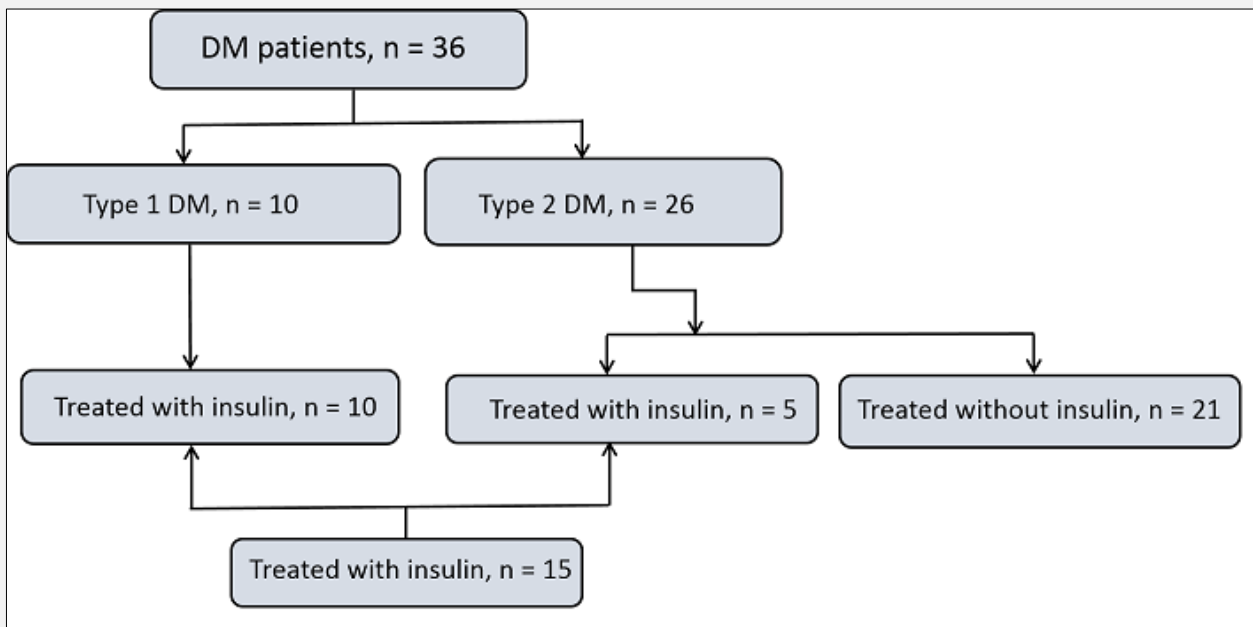 DM patients, n = 36
Type 1 DM, n = 10
Type 2 DM, n = 26
Treated with insulin, n = 10
Treated with insulin, n = 5
Treated without insulin, n = 21
Treated with insulin, n = 15